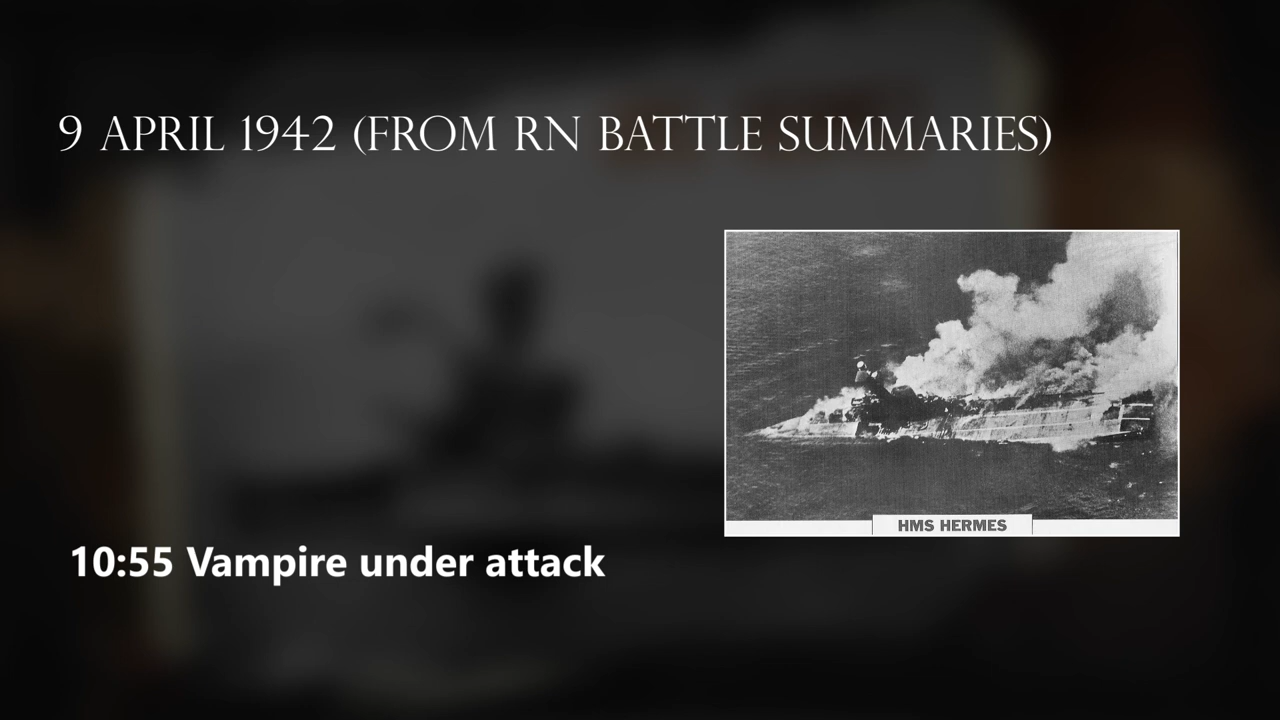 9 APRIL 1942 (FROM RN BATTLE SUMMARIES)
HMS HERMES
10:55 Vampire under attack